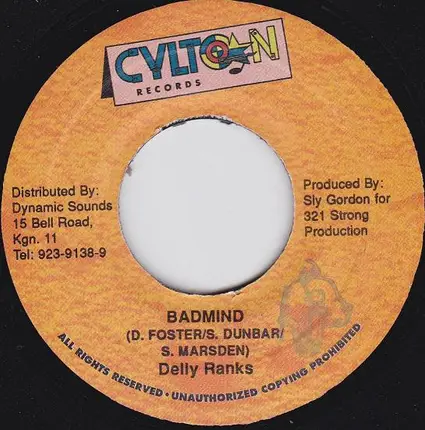 CYLTOON
RECORDS
Distributed By:
Dynamic Sounds
15 Bell Road,
Kgn. 11
Tel: 923-9138-9
Produced By:
Sly Gordon for
321 Strong
Production
BADMIND
(D. FOSTER/S. DUNBAR/
S. MARSDEN)
Delly Ranks
ALL RIGHTS RESERVED • UNAUTHORIZED COPYING PROHIBITED